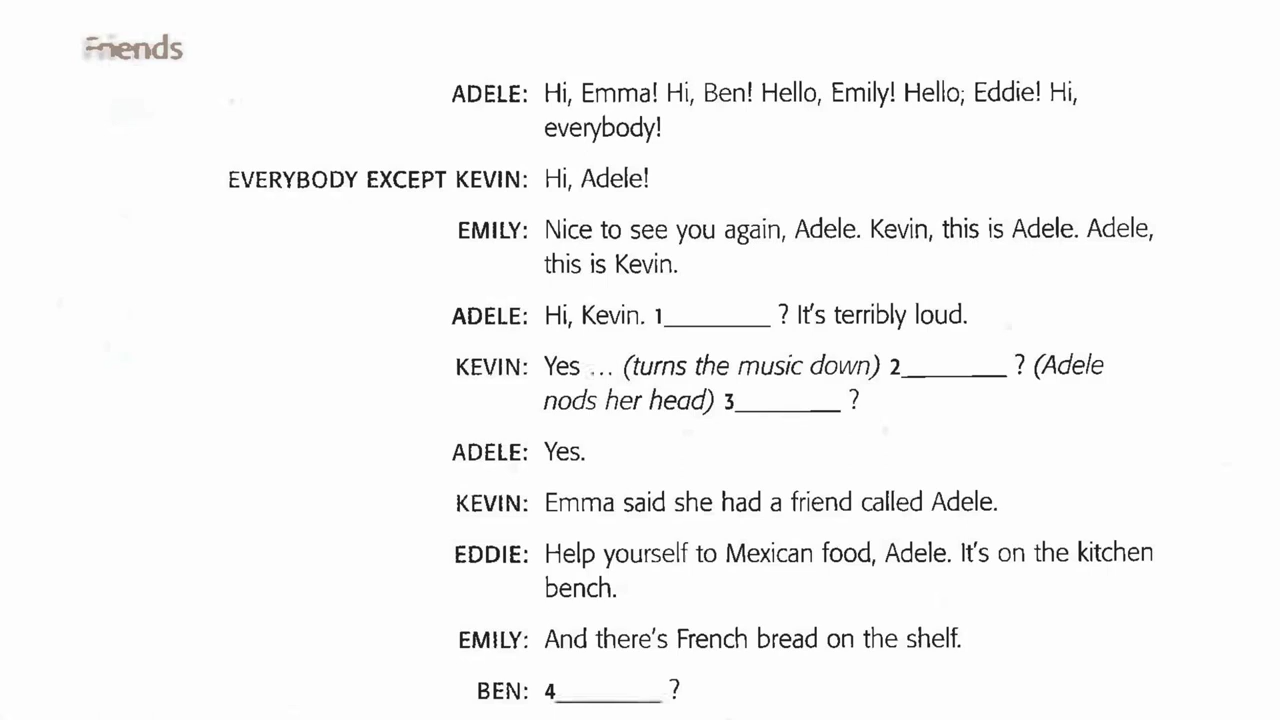 Friends
ADELE: Hi, Emma! Hi, Ben! Hello, Emily! Hello; Eddie! Hi,
everybody!
EVERYBODY EXCEPT KEVIN: Hi, Adele!
EMILY: Nice to see you again, Adele. Kevin, this is Adele. Adele,
this is Kevin.
ADELE: Hi, Kevin. 1________ ? It's terribly loud.
KEVIN: Yes ... (turns the music down) 2________ ? (Adele
nods her head) 3________ ?
ADELE: Yes.
KEVIN: Emma said she had a friend called Adele.
EDDIE: Help yourself to Mexican food, Adele. It's on the kitchen
bench.
EMILY: And there's French bread on the shelf.
BEN: 4________ ?